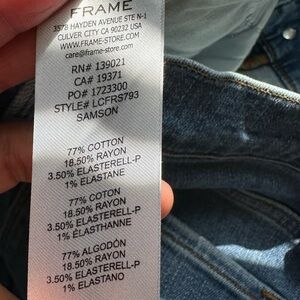 FRAME
3578 HAYDEN AVENUE STE N-1
CULVER CITY CA 90232 USA
WWW.FRAME-STORE.COM
care@frame-store.com
RN# 139021
CA# 19371
PO# 1723300
STYLE# LCFRS793
SAMSON
77% COTTON
18.50% RAYON
3.50% ELASTERELL-P
1% ELASTANE
77% COTON
18.50% RAYON
3.50% ELASTERELL-P
1% ÉLASTHANNE
77% ALGODÓN
18.50% RAYON
3.50% ELASTERELL-P
1% ELASTANO